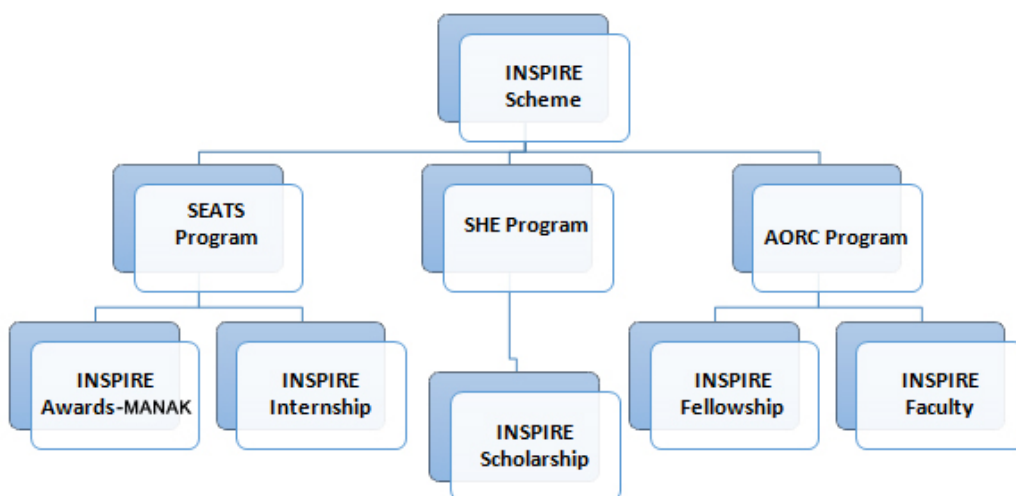 INSPIRE
Scheme
SEATS
Program
SHE Program
AORC Program
INSPIRE
Awards-MANAK
INSPIRE
Internship
INSPIRE
Scholarship
INSPIRE
Fellowship
INSPIRE
Faculty